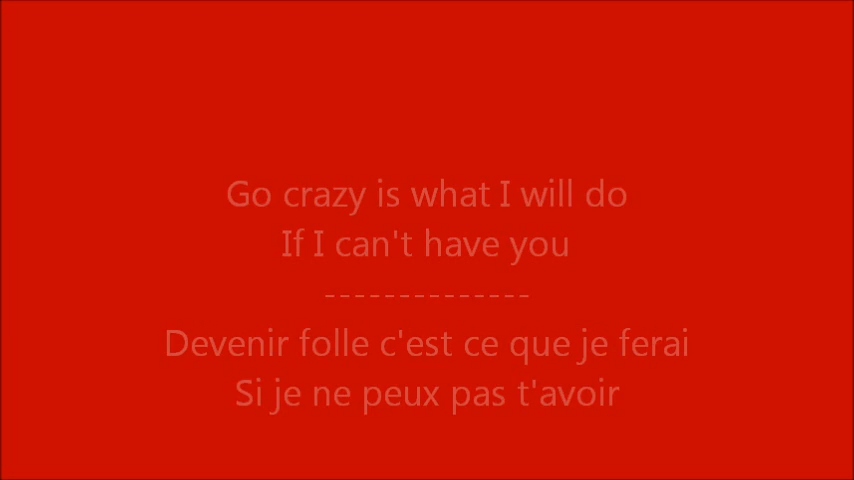 Go crazy is what I will do
If I can't have you
--------------
Devenir folle c'est ce que je ferai
Si je ne peux pas t'avoir